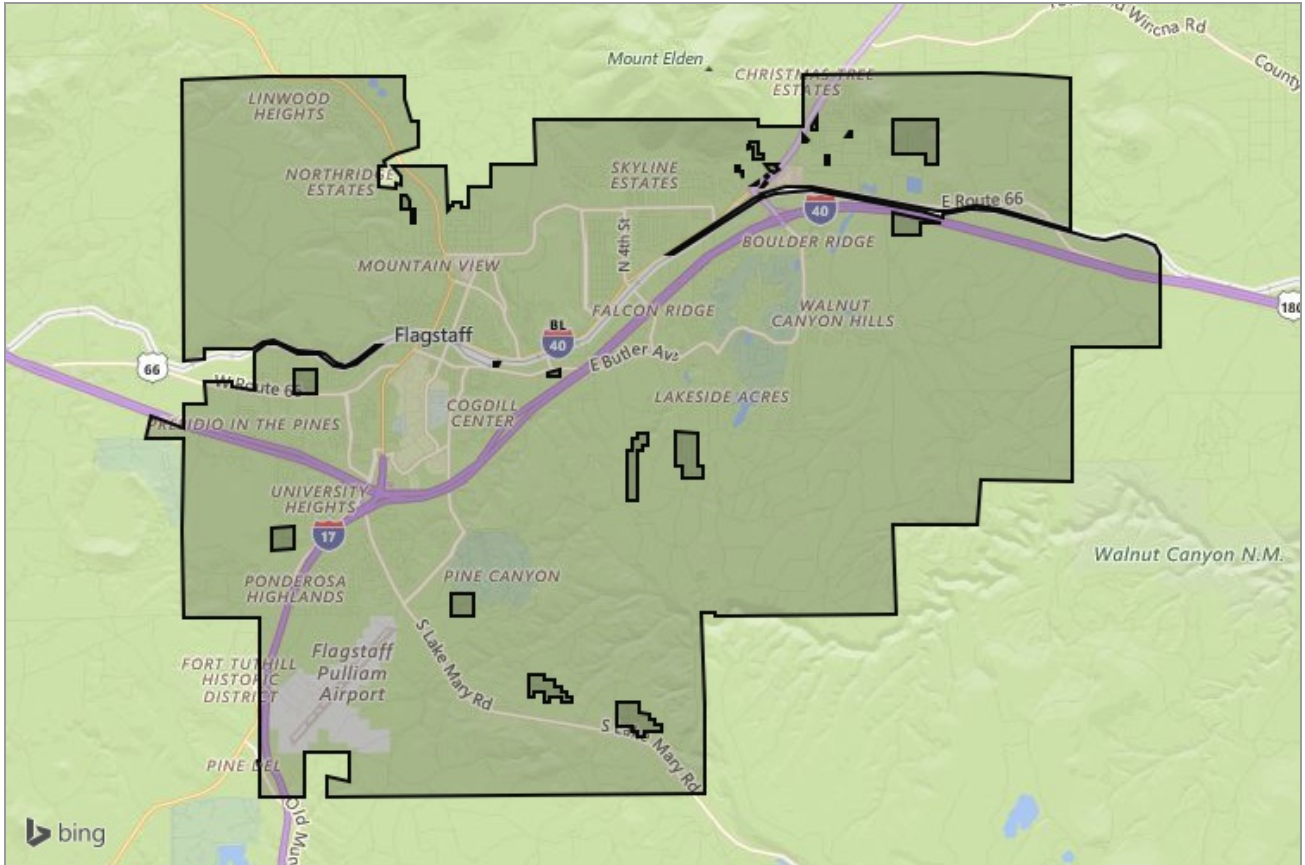 Wincna Rd
County
Mount Elden
CHRISTMAS TREE
ESTATES
LINWOOD
HEIGHTS
NORTHRIDGE
ESTATES
SKYLINE
ESTATES
E Route 66
40
N 4th St
BOULDER RIDGE
MOUNTAIN VIEW
FALCON RIDGE
WALNUT
CANYON HILLS
180
Flagstaff
BL
40
66
E Butler Ave
W Route 66
LAKESIDE ACRES
COGDILL
CENTER
PRESIDIO IN THE PINES
UNIVERSITY
HEIGHTS
17
Walnut Canyon N.M.
PINE CANYON
PONDEROSA
HIGHLANDS
S Lake Mary Rd
Flagstaff
Pulliam
Airport
FORT TUTHILL
HISTORIC
DISTRICT
S Lake Mary Rd
PINE DEL
Old Mun
bing